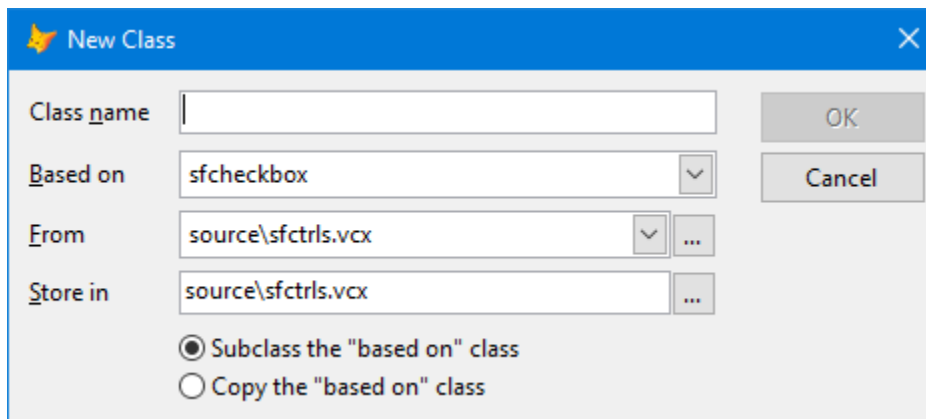 New Class
Class name
OK
Based on sfcheckbox
Cancel
From source\sfctrls.vcx ...
Store in source\sfctrls.vcx ...
Subclass the "based on" class
Copy the "based on" class